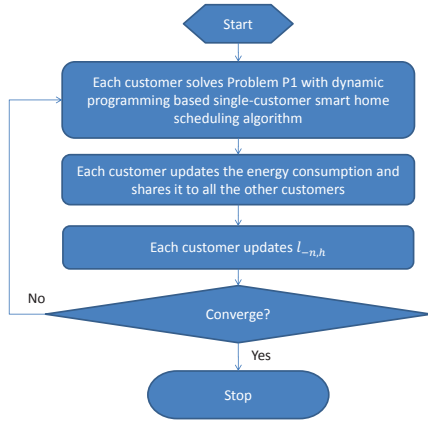 Start
Each customer solves Problem P1 with dynamic
programming based single-customer smart home
scheduling algorithm
Each customer updates the energy consumption and
shares it to all the other customers
Each customer updates l₋ₙ,ₕ
No
Converge?
Yes
Stop